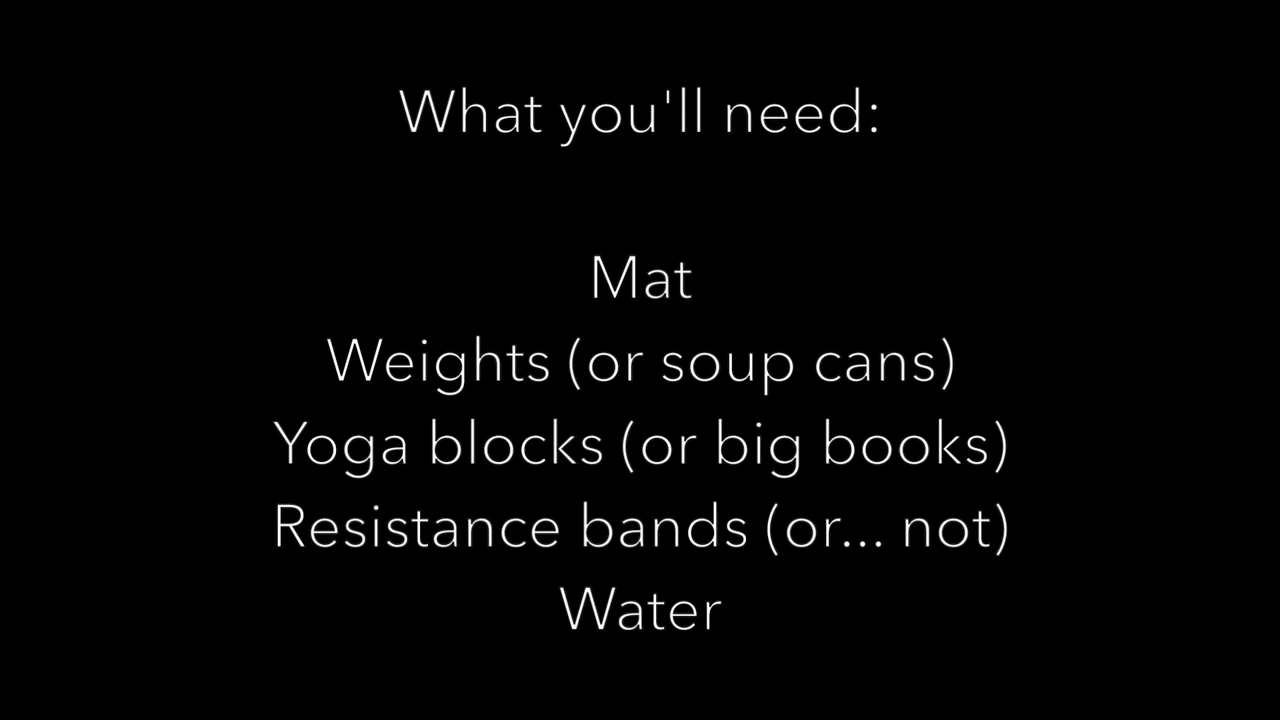 What you'll need:
Mat
Weights (or soup cans)
Yoga blocks (or big books)
Resistance bands (or... not)
Water